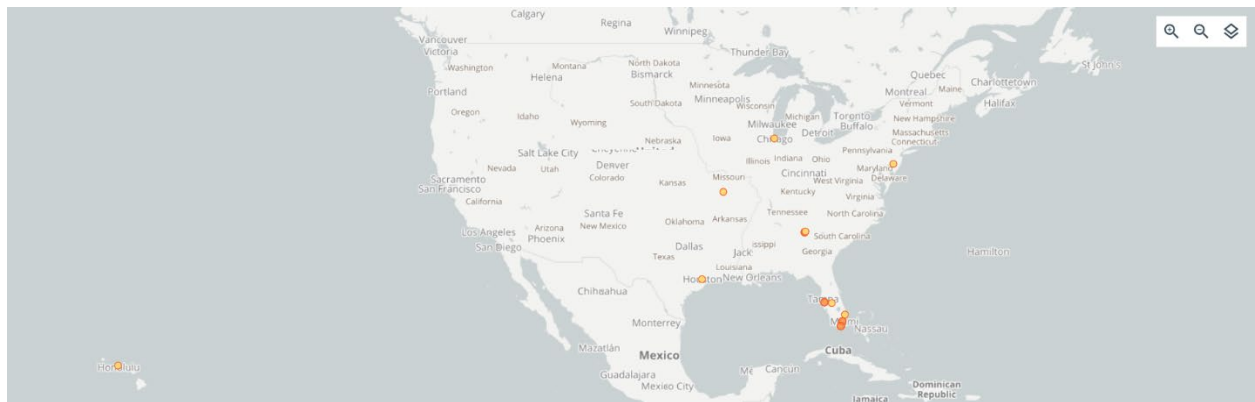 Calgary
Regina
Winnipeg
Vancouver
Victoria
Thunder Bay
St John's
Washington
Montana
North Dakota
Helena
Bismarck
Quebec
Charlottetown
Portland
Minnesota
Montreal
Maine
Oregon
Idaho
Wyoming
South Dakota
Minneapolis
Wisconsin
Vermont
Halifax
Milwaukee
Michigan
Toronto
Buffalo
New Hampshire
Nebraska
Iowa
Chicago
Detroit
Massachusetts
Connecticut
Salt Lake City
Pennsylvania
Nevada
Utah
Denver
Colorado
Illinois
Indiana
Ohio
Maryland
Sacramento
San Francisco
Kansas
Missouri
Cincinnati
West Virginia
Delaware
California
Kentucky
Virginia
Santa Fe
New Mexico
Oklahoma
Arkansas
Tennessee
North Carolina
Los Angeles
San Diego
Arizona
Phoenix
Dallas
Texas
issippi
Jack
South Carolina
Georgia
Hamilton
Louisiana
Houston
New Orleans
Chihuahua
Tampa
Monterrey
Miami
Nassau
Mazatlán
Mexico
Cuba
Honolulu
Guadalajara
Mexico City
Mé
Cancun
Dominican
Republic
Jamaica